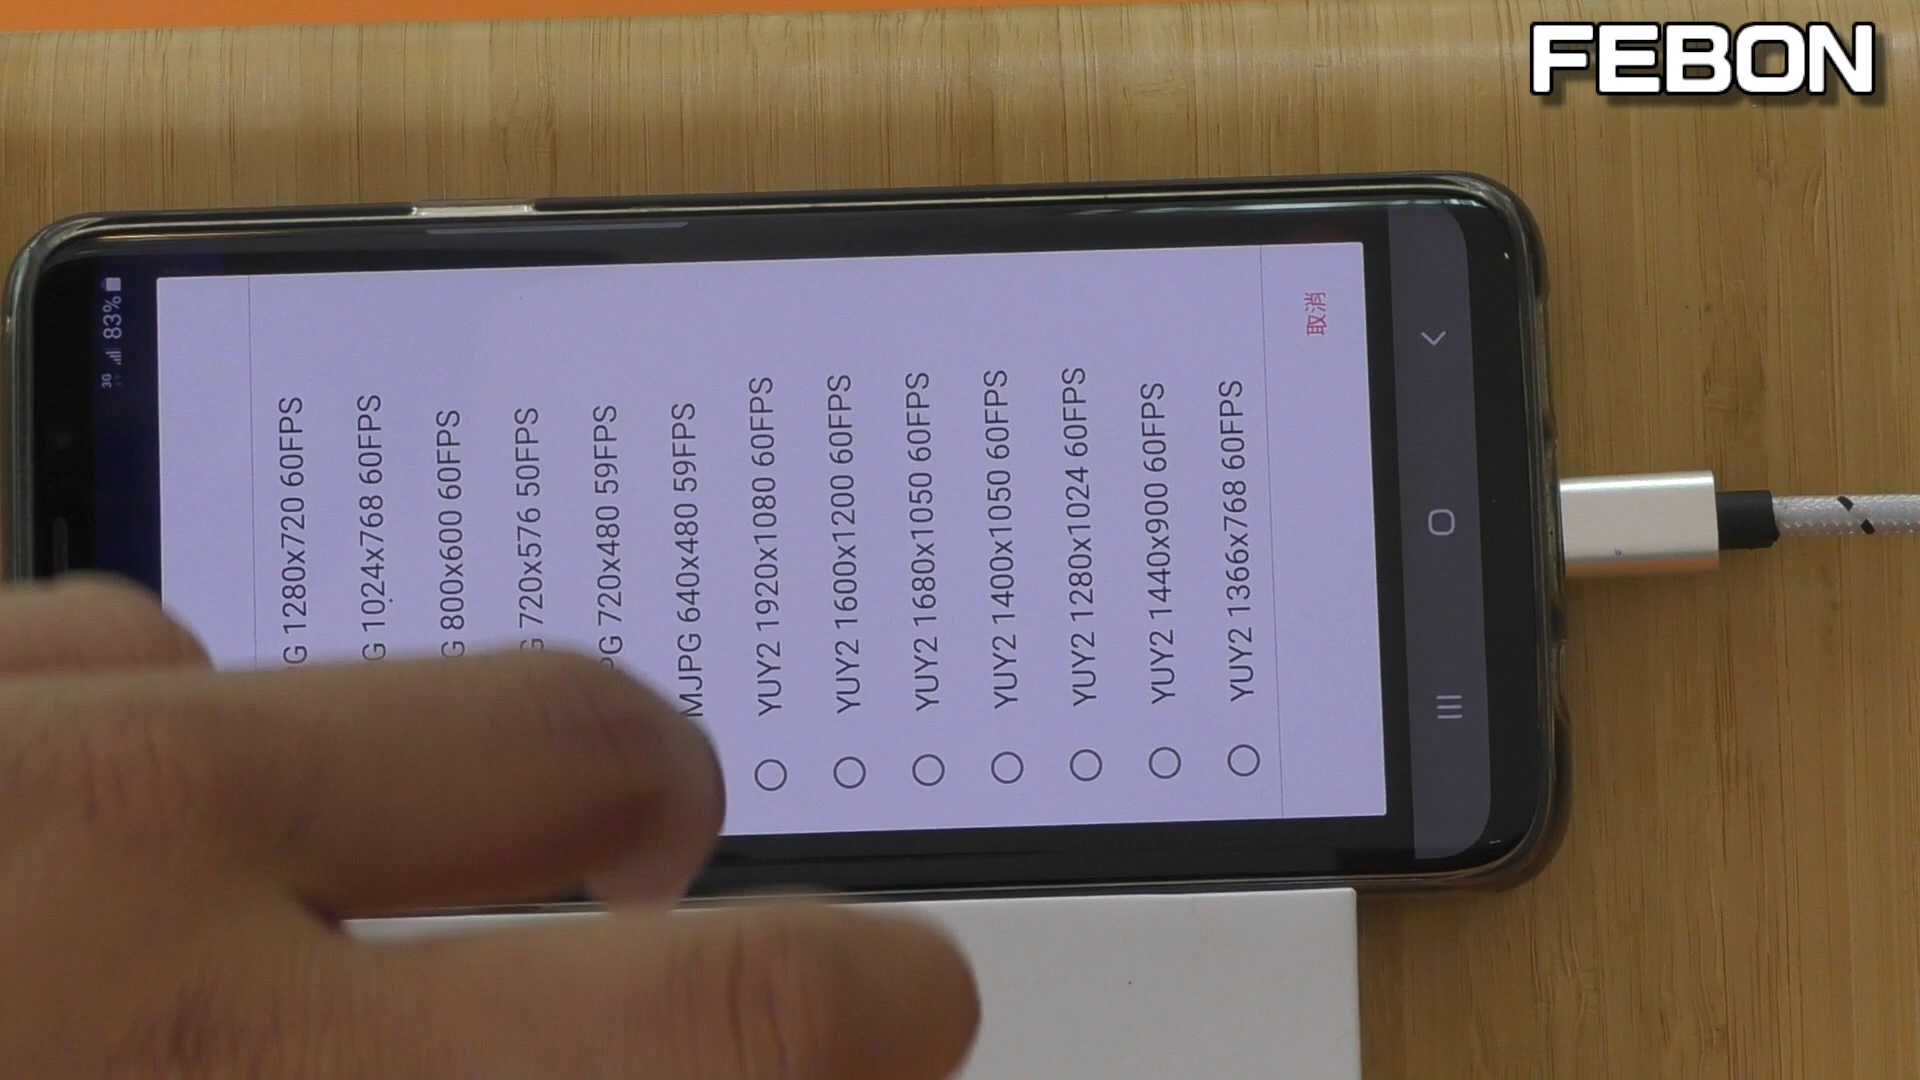 FEBON
3G 83%
G 1280x720 60FPS
G 1024x768 60FPS
G 800x600 60FPS
G 720x576 50FPS
PG 720x480 59FPS
MJPG 640x480 59FPS
YUY2 1920x1080 60FPS
YUY2 1600x1200 60FPS
YUY2 1680x1050 60FPS
YUY2 1400x1050 60FPS
YUY2 1280x1024 60FPS
YUY2 1440x900 60FPS
YUY2 1366x768 60FPS
取消